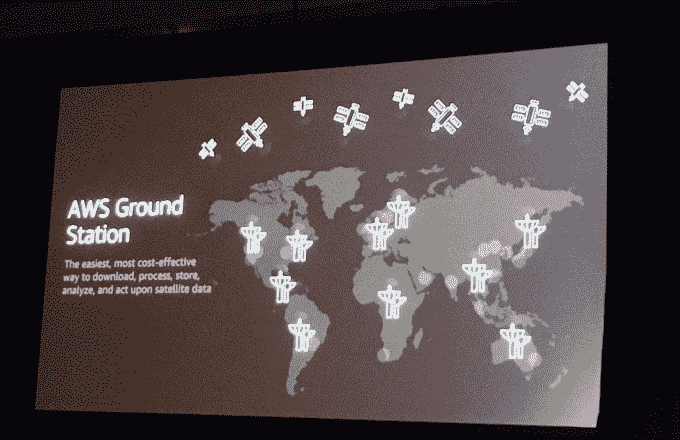 AWS Ground
Station
The easiest, most cost-effective
way to download, process, store,
analyze, and act upon satellite data